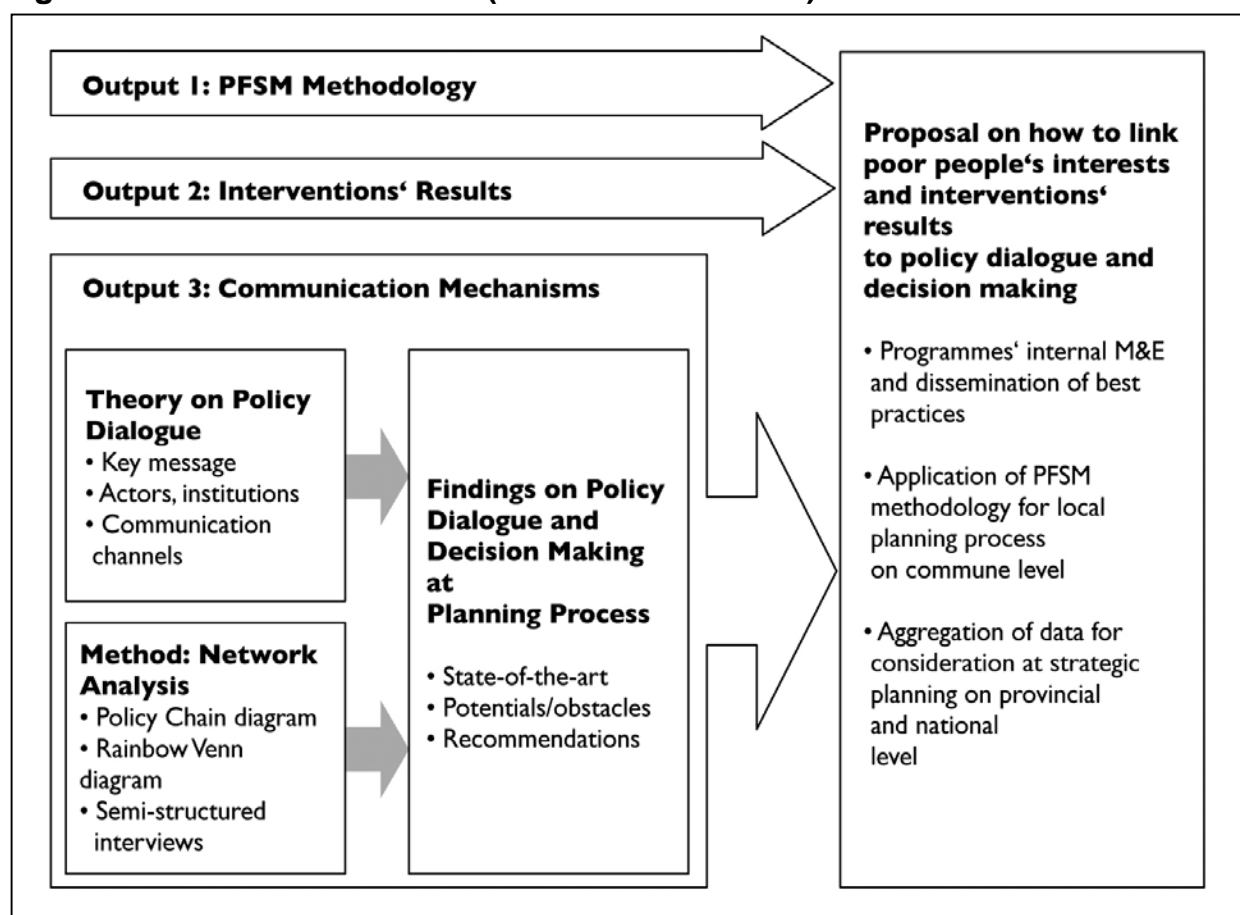 Output 1: PFSM Methodology
Output 2: Interventions‘ Results
Output 3: Communication Mechanisms
Theory on Policy
Dialogue
• Key message
• Actors, institutions
• Communication
channels
Method: Network
Analysis
• Policy Chain diagram
• Rainbow Venn
diagram
• Semi-structured
interviews
Findings on Policy
Dialogue and
Decision Making
at
Planning Process
• State-of-the-art
• Potentials/obstacles
• Recommendations
Proposal on how to link
poor people‘s interests
and interventions‘
results
to policy dialogue and
decision making
• Programmes‘ internal M&E
and dissemination of best
practices
• Application of PFSM
methodology for local
planning process
on commune level
• Aggregation of data for
consideration at strategic
planning on provincial
and national
level